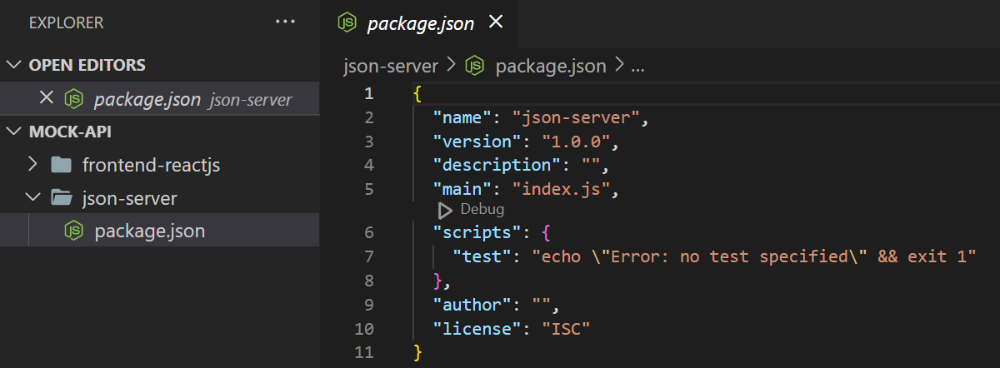 EXPLORER ...
OPEN EDITORS
package.json json-server
MOCK-API
frontend-reactjs
json-server
package.json
package.json
json-server > package.json > ...
1 {
2 "name": "json-server",
3 "version": "1.0.0",
4 "description": "",
5 "main": "index.js",
Debug
6 "scripts": {
7 "test": "echo \"Error: no test specified\" && exit 1"
8 },
9 "author": "",
10 "license": "ISC"
11 }